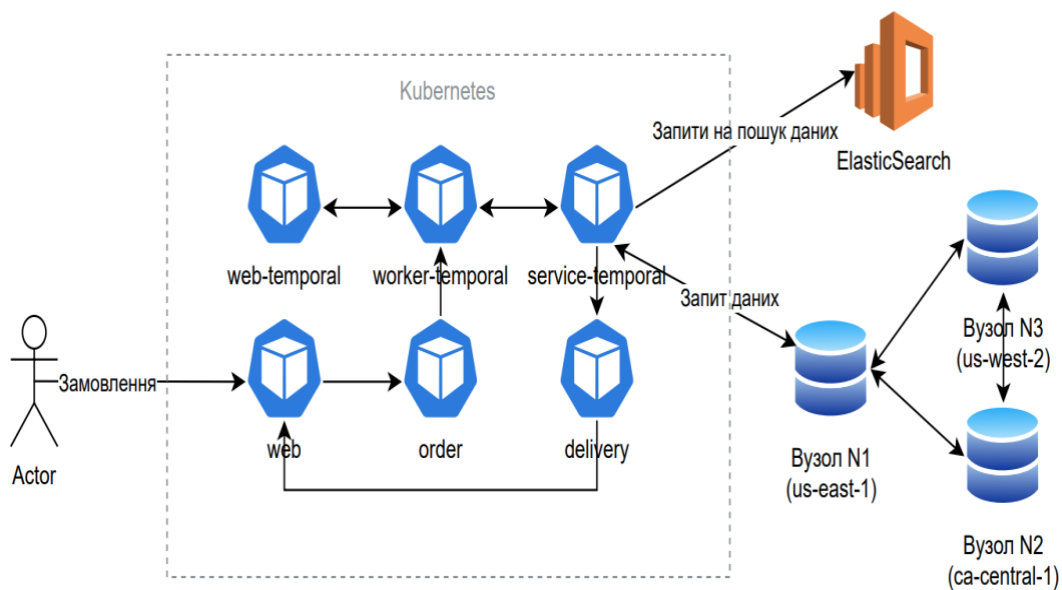 Kubernetes
Запити на пошук даних
ElasticSearch
web-temporal
worker-temporal
service-temporal
Запит даних
Вузол N3
(us-west-2)
Замовлення
Actor
web
order
delivery
Вузол N1
(us-east-1)
Вузол N2
(ca-central-1)